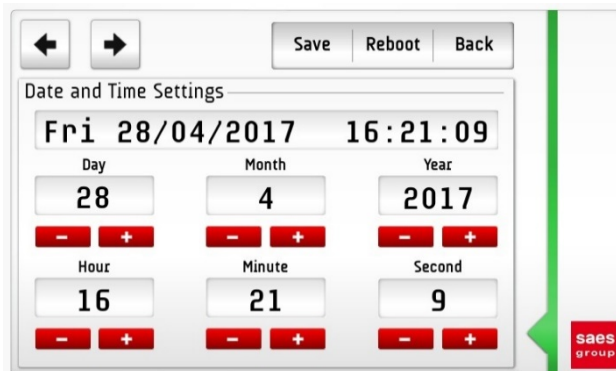 Save Reboot Back
Date and Time Settings
Fri 28/04/2017 16:21:09
Day Month Year
28 4 2017
- + - + - +
Hour Minute Second
16 21 9
- + - + - +
saes
group